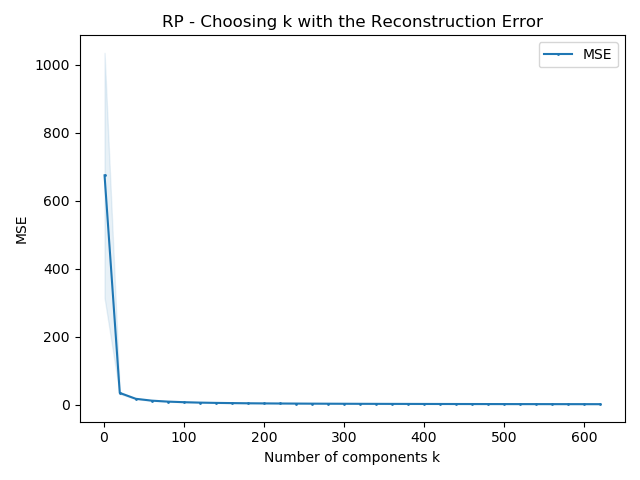 RP - Choosing k with the Reconstruction Error
MSE
1000
800
600
400
200
0
MSE
0 100 200 300 400 500 600
Number of components k